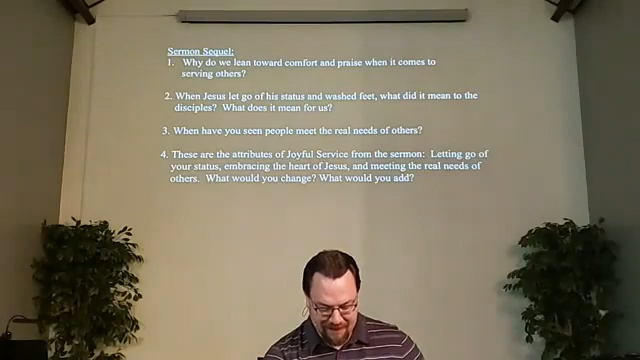 Sermon Sequel:
1. Why do we lean toward comfort and praise when it comes to
serving others?
2. When Jesus let go of his status and washed feet, what did it mean to the
disciples? What does it mean for us?
3. When have you seen people meet the real needs of others?
4. These are the attributes of Joyful Service from the sermon: Letting go of
your status, embracing the heart of Jesus, and meeting the real needs of
others. What would you change? What would you add?